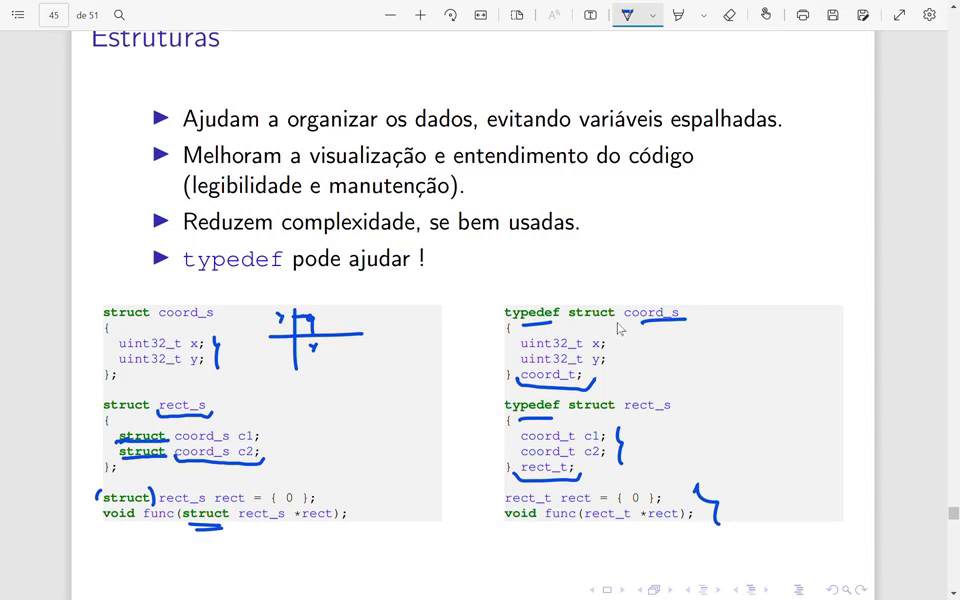 45 de 51
Estruturas
Ajudam a organizar os dados, evitando variáveis espalhadas.
Melhoram a visualização e entendimento do código
(legibilidade e manutenção).
Reduzem complexidade, se bem usadas.
typedef pode ajudar !
struct coord_s
{
uint32_t x;
uint32_t y;
};
struct rect_s
{
struct coord_s c1;
struct coord_s c2;
};
struct rect_s rect = { 0 };
void func(struct rect_s *rect);
typedef struct coord_s
{
uint32_t x;
uint32_t y;
} coord_t;
typedef struct rect_s
{
coord_t c1;
coord_t c2;
} rect_t;
rect_t rect = { 0 };
void func(rect_t *rect);